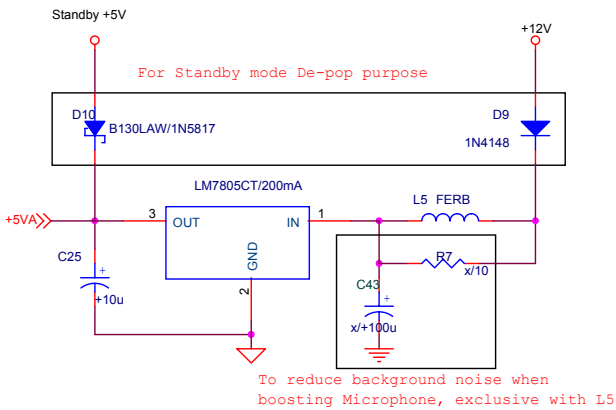 Standby +5V
+12V
For Standby mode De-pop purpose
D10
B130LAW/1N5817
D9
1N4148
LM7805CT/200mA
L5 FERB
+5VA
3
OUT
IN
1
GND
2
C25
+
+10u
R7
x/10
C43
+
x/+100u
To reduce background noise when
boosting Microphone, exclusive with L5